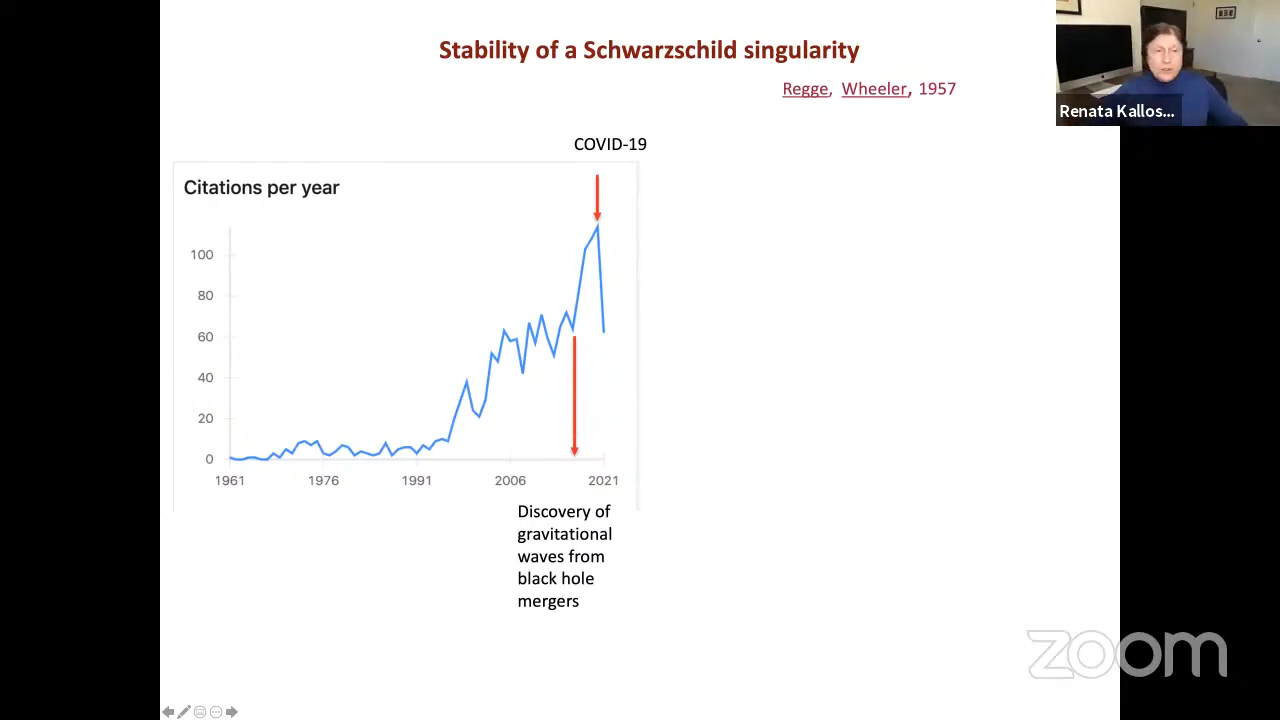 Stability of a Schwarzschild singularity
Regge, Wheeler, 1957
Renata Kallos...
COVID-19
Citations per year
100
80
60
40
20
0
1961 1976 1991 2006 2021
Discovery of
gravitational
waves from
black hole
mergers
zoom